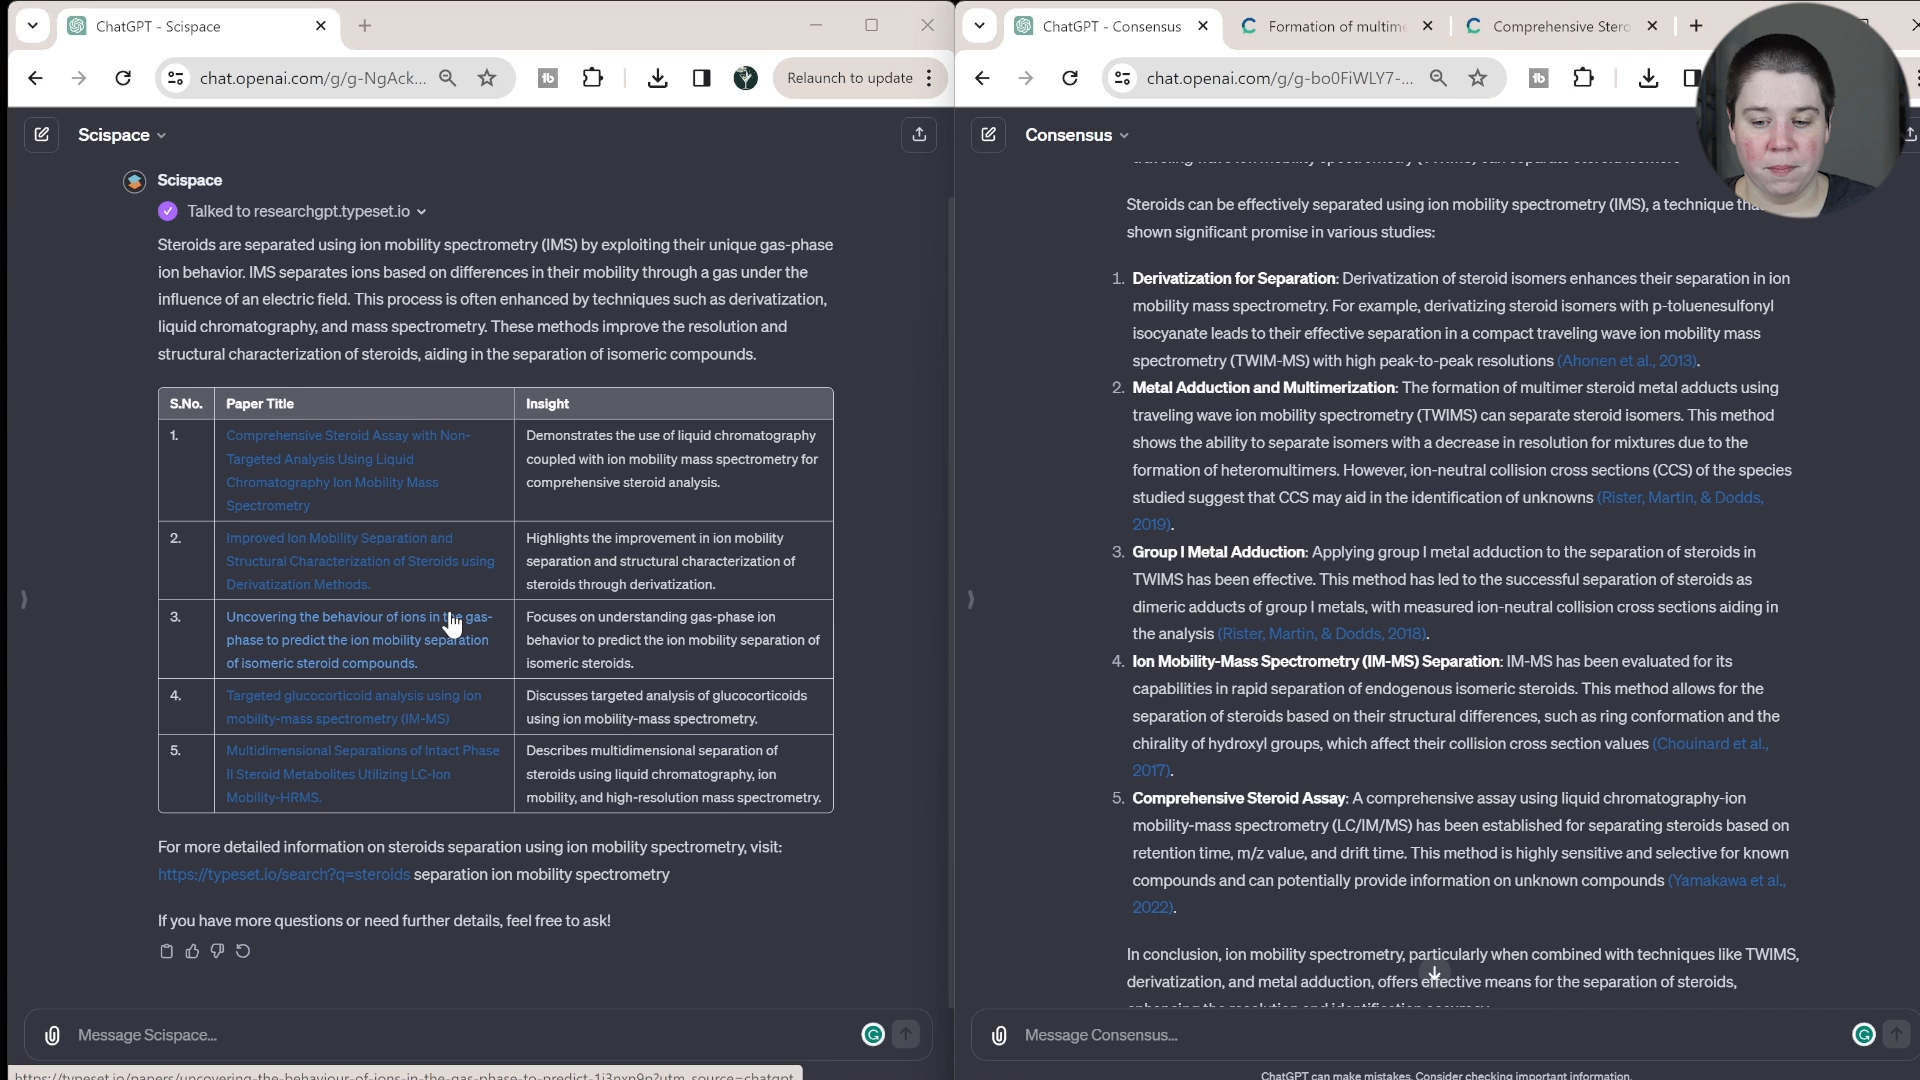 ChatGPT - Scispace
chat.openai.com/g/g-NgAck...
Relaunch to update
Scispace
Scispace
Talked to researchgpt.typeset.io
Steroids are separated using ion mobility spectrometry (IMS) by exploiting their unique gas-phase
ion behavior. IMS separates ions based on differences in their mobility through a gas under the
influence of an electric field. This process is often enhanced by techniques such as derivatization,
liquid chromatography, and mass spectrometry. These methods improve the resolution and
structural characterization of steroids, aiding in the separation of isomeric compounds.
S.No. Paper Title Insight
1. Comprehensive Steroid Assay with Non- Demonstrates the use of liquid chromatography
Targeted Analysis Using Liquid coupled with ion mobility mass spectrometry for
Chromatography Ion Mobility Mass comprehensive steroid analysis.
Spectrometry
2. Improved Ion Mobility Separation and Highlights the improvement in ion mobility
Structural Characterization of Steroids using separation and structural characterization of
Derivatization Methods. steroids through derivatization.
3. Uncovering the behaviour of ions in the gas- Focuses on understanding gas-phase ion
phase to predict the ion mobility separation behavior to predict the ion mobility separation of
of isomeric steroid compounds. isomeric steroids.
4. Targeted glucocorticoid analysis using ion Discusses targeted analysis of glucocorticoids
mobility-mass spectrometry (IM-MS) using ion mobility-mass spectrometry.
5. Multidimensional Separations of Intact Phase Describes multidimensional separation of
II Steroid Metabolites Utilizing LC-Ion steroids using liquid chromatography, ion
Mobility-HRMS. mobility, and high-resolution mass spectrometry.
For more detailed information on steroids separation using ion mobility spectrometry, visit:
https://typeset.io/search?q=steroids separation ion mobility spectrometry
If you have more questions or need further details, feel free to ask!
Message Scispace...
ChatGPT - Consensus
Formation of multime
Comprehensive Stero
chat.openai.com/g/g-bo0FiWLY7-...
Consensus
Steroids can be effectively separated using ion mobility spectrometry (IMS), a technique
shown significant promise in various studies:
1. Derivatization for Separation: Derivatization of steroid isomers enhances their separation in ion
mobility mass spectrometry. For example, derivatizing steroid isomers with p-toluenesulfonyl
isocyanate leads to their effective separation in a compact traveling wave ion mobility mass
spectrometry (TWIM-MS) with high peak-to-peak resolutions (Ahonen et al., 2013).
2. Metal Adduction and Multimerization: The formation of multimer steroid metal adducts using
traveling wave ion mobility spectrometry (TWIMS) can separate steroid isomers. This method
shows the ability to separate isomers with a decrease in resolution for mixtures due to the
formation of heteromultimers. However, ion-neutral collision cross sections (CCS) of the species
studied suggest that CCS may aid in the identification of unknowns (Rister, Martin, & Dodds,
2019).
3. Group I Metal Adduction: Applying group I metal adduction to the separation of steroids in
TWIMS has been effective. This method has led to the successful separation of steroids as
dimeric adducts of group I metals, with measured ion-neutral collision cross sections aiding in
the analysis (Rister, Martin, & Dodds, 2018).
4. Ion Mobility-Mass Spectrometry (IM-MS) Separation: IM-MS has been evaluated for its
capabilities in rapid separation of endogenous isomeric steroids. This method allows for the
separation of steroids based on their structural differences, such as ring conformation and the
chirality of hydroxyl groups, which affect their collision cross section values (Chouinard et al.,
2017).
5. Comprehensive Steroid Assay: A comprehensive assay using liquid chromatography-ion
mobility-mass spectrometry (LC/IM/MS) has been established for separating steroids based on
retention time, m/z value, and drift time. This method is highly sensitive and selective for known
compounds and can potentially provide information on unknown compounds (Yamakawa et al.,
2022).
In conclusion, ion mobility spectrometry, particularly when combined with techniques like TWIMS,
derivatization, and metal adduction, offers effective means for the separation of steroids,
Message Consensus...
ChatGPT can make mistakes. Consider checking important information.